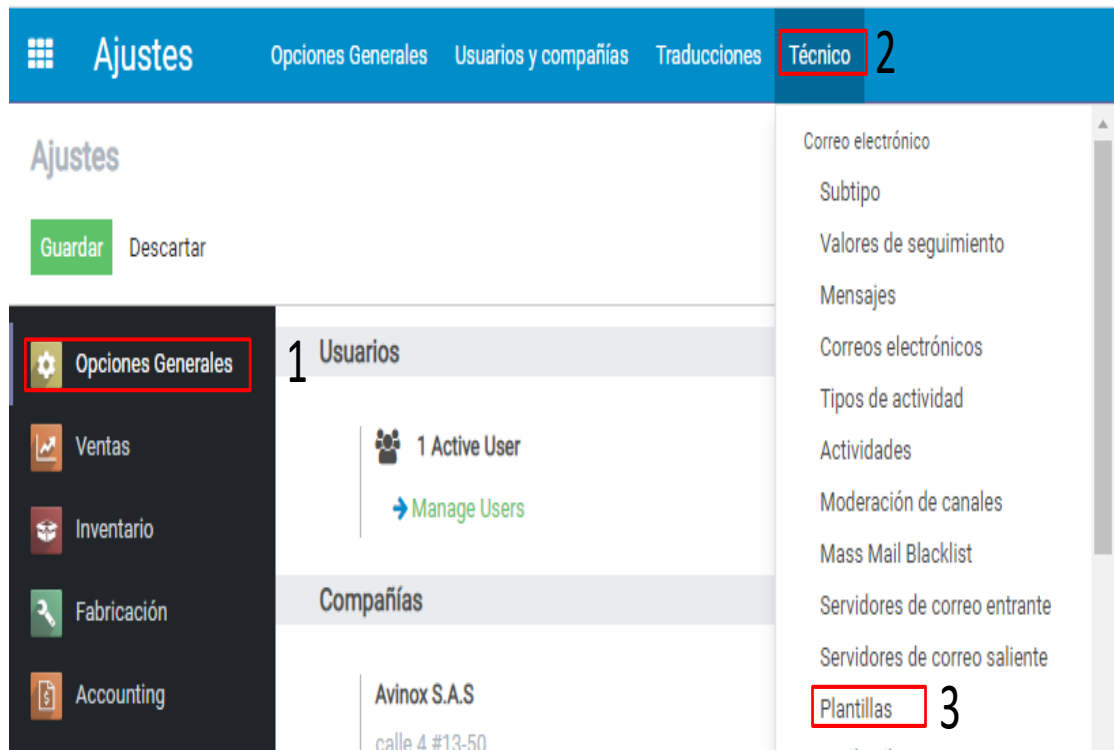 Ajustes
Opciones Generales
Usuarios y compañías
Traducciones
Técnico
2
Ajustes
Guardar
Descartar
Opciones Generales
1
Ventas
Inventario
Fabricación
Accounting
Usuarios
1 Active User
Manage Users
Compañías
Avinox S.A.S
calle 4 #13-50
Correo electrónico
Subtipo
Valores de seguimiento
Mensajes
Correos electrónicos
Tipos de actividad
Actividades
Moderación de canales
Mass Mail Blacklist
Servidores de correo entrante
Servidores de correo saliente
Plantillas
3